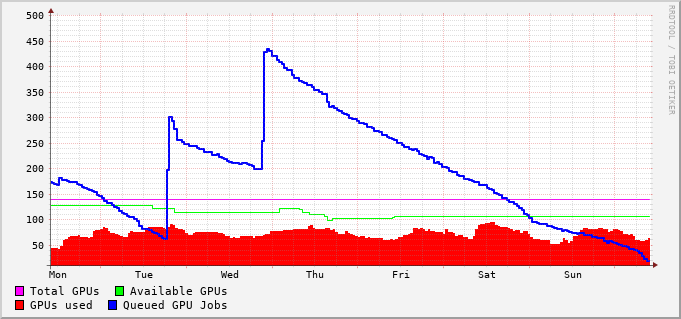 500
450
400
350
300
250
200
150
100
50
Mon Tue Wed Thu Fri Sat Sun
RRDTOOL / TOBI OETIKER
Total GPUs Available GPUs
GPUs used Queued GPU Jobs